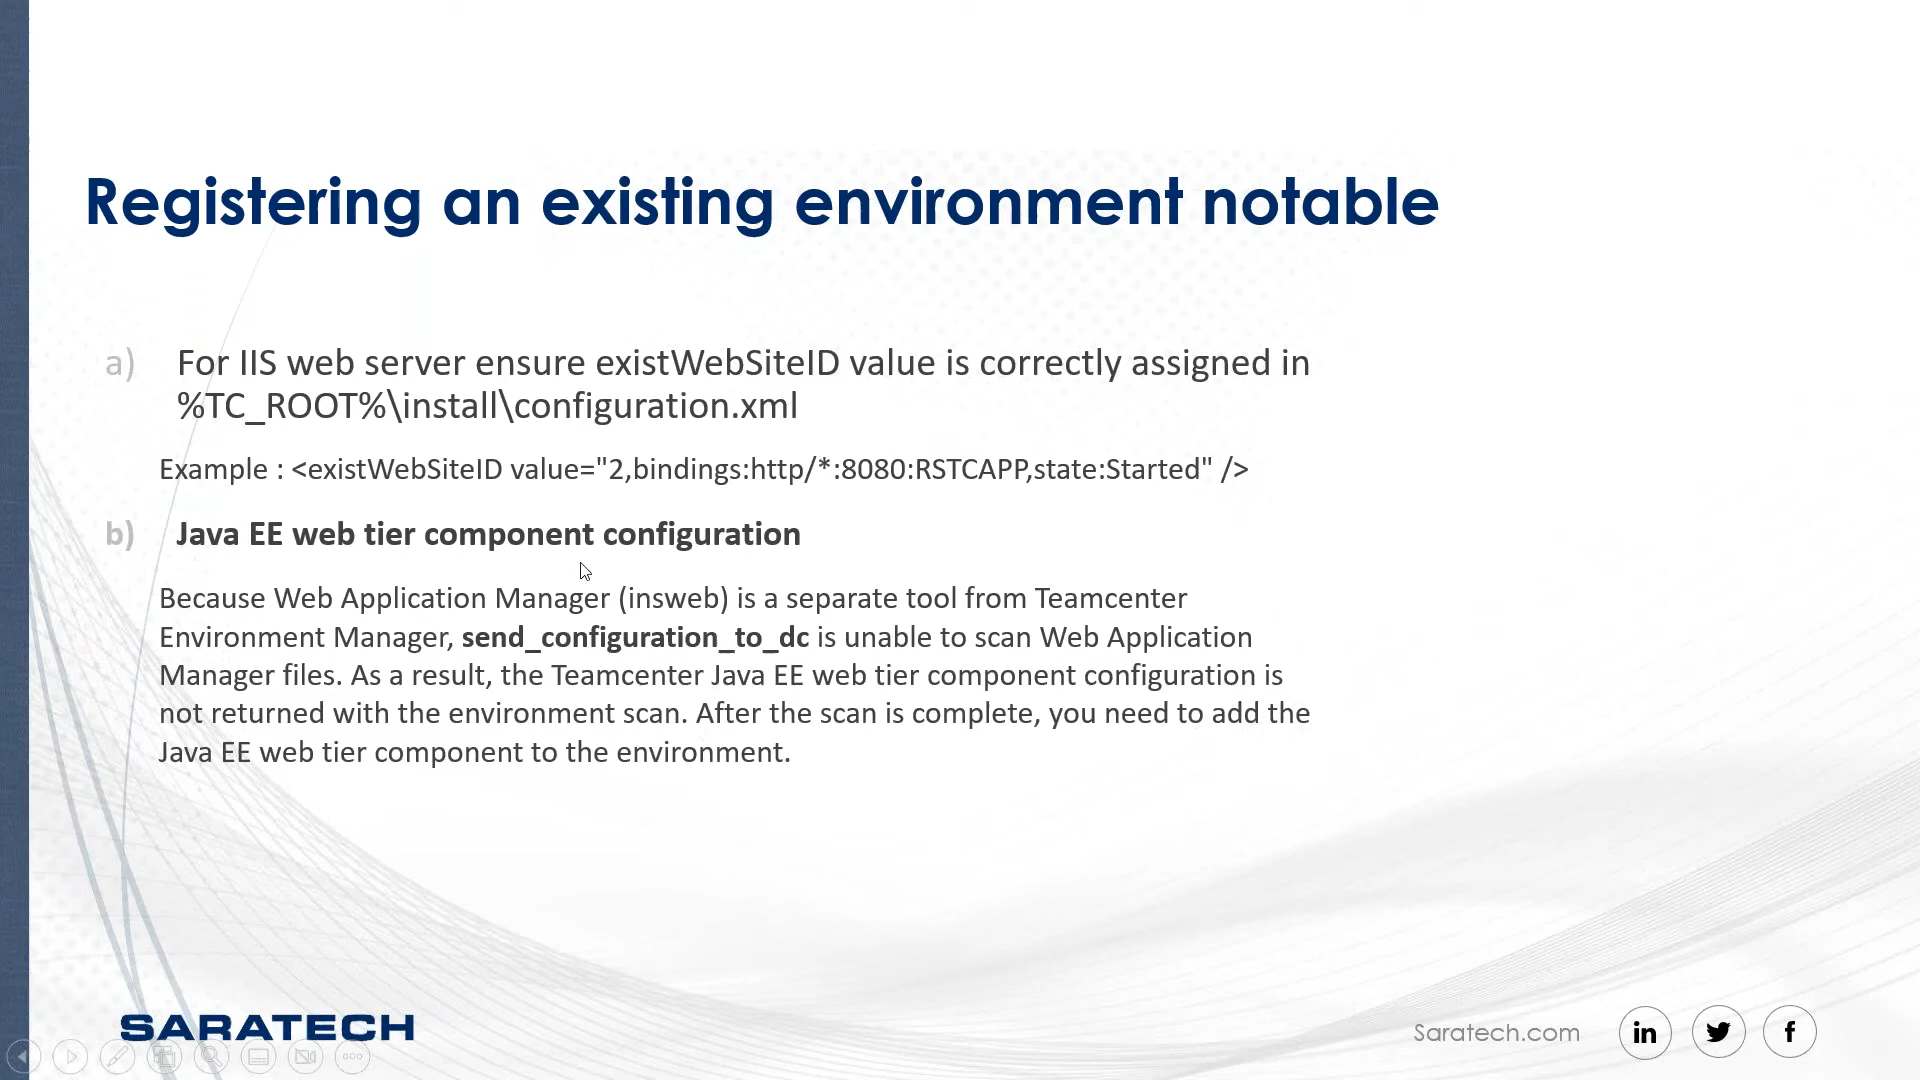 Registering an existing environment notable
a) For IIS web server ensure existWebSiteID value is correctly assigned in
%TC_ROOT%\install\configuration.xml
Example : <existWebSiteID value="2,bindings:http/*:8080:RSTCAPP,state:Started" />
b) Java EE web tier component configuration
Because Web Application Manager (insweb) is a separate tool from Teamcenter
Environment Manager, send_configuration_to_dc is unable to scan Web Application
Manager files. As a result, the Teamcenter Java EE web tier component configuration is
not returned with the environment scan. After the scan is complete, you need to add the
Java EE web tier component to the environment.
SARATECH
Saratech.com